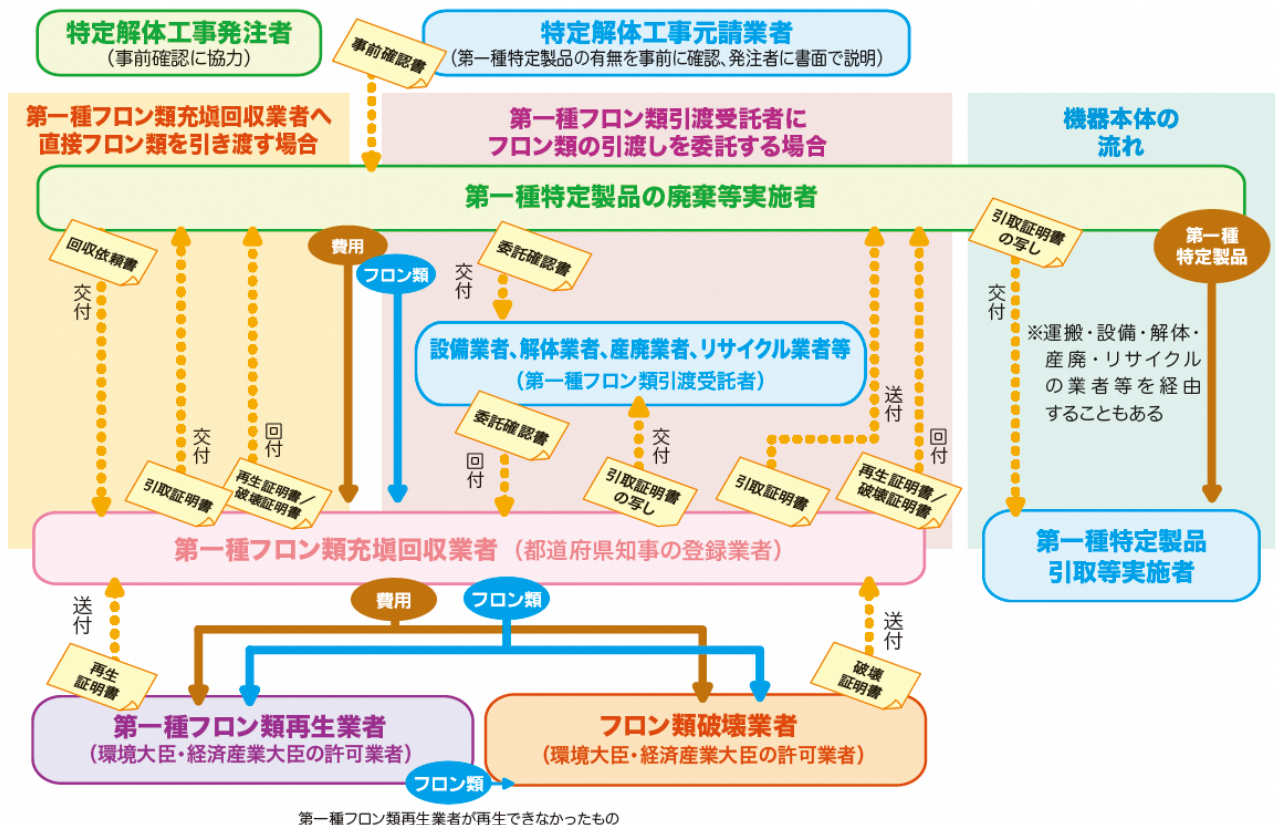 特定解体工事発注者
（事前確認に協力）
事前確認書
特定解体工事元請業者
（第一種特定製品の有無を事前に確認、発注者に書面で説明）
第一種フロン類充塡回収業者へ
直接フロン類を引き渡す場合
第一種フロン類引渡受託者に
フロン類の引渡しを委託する場合
機器本体の
流れ
第一種特定製品の廃棄等実施者
回収依頼書
交付
引取証明書
交付
再生証明書／
破壊証明書
回付
費用
フロン類
委託確認書
交付
設備業者、解体業者、産廃業者、リサイクル業者等
（第一種フロン類引渡受託者）
委託確認書
回付
引取証明書
の写し
交付
引取証明書
送付
再生証明書／
破壊証明書
回付
引取証明書
の写し
交付
第一種
特定製品
※運搬・設備・解体・
産廃・リサイクル
の業者等を経由
することもある
第一種フロン類充塡回収業者（都道府県知事の登録業者）
第一種特定製品
引取等実施者
送付
再生
証明書
費用
フロン類
送付
破壊
証明書
第一種フロン類再生業者
（環境大臣・経済産業大臣の許可業者）
フロン類破壊業者
（環境大臣・経済産業大臣の許可業者）
フロン類
第一種フロン類再生業者が再生できなかったもの